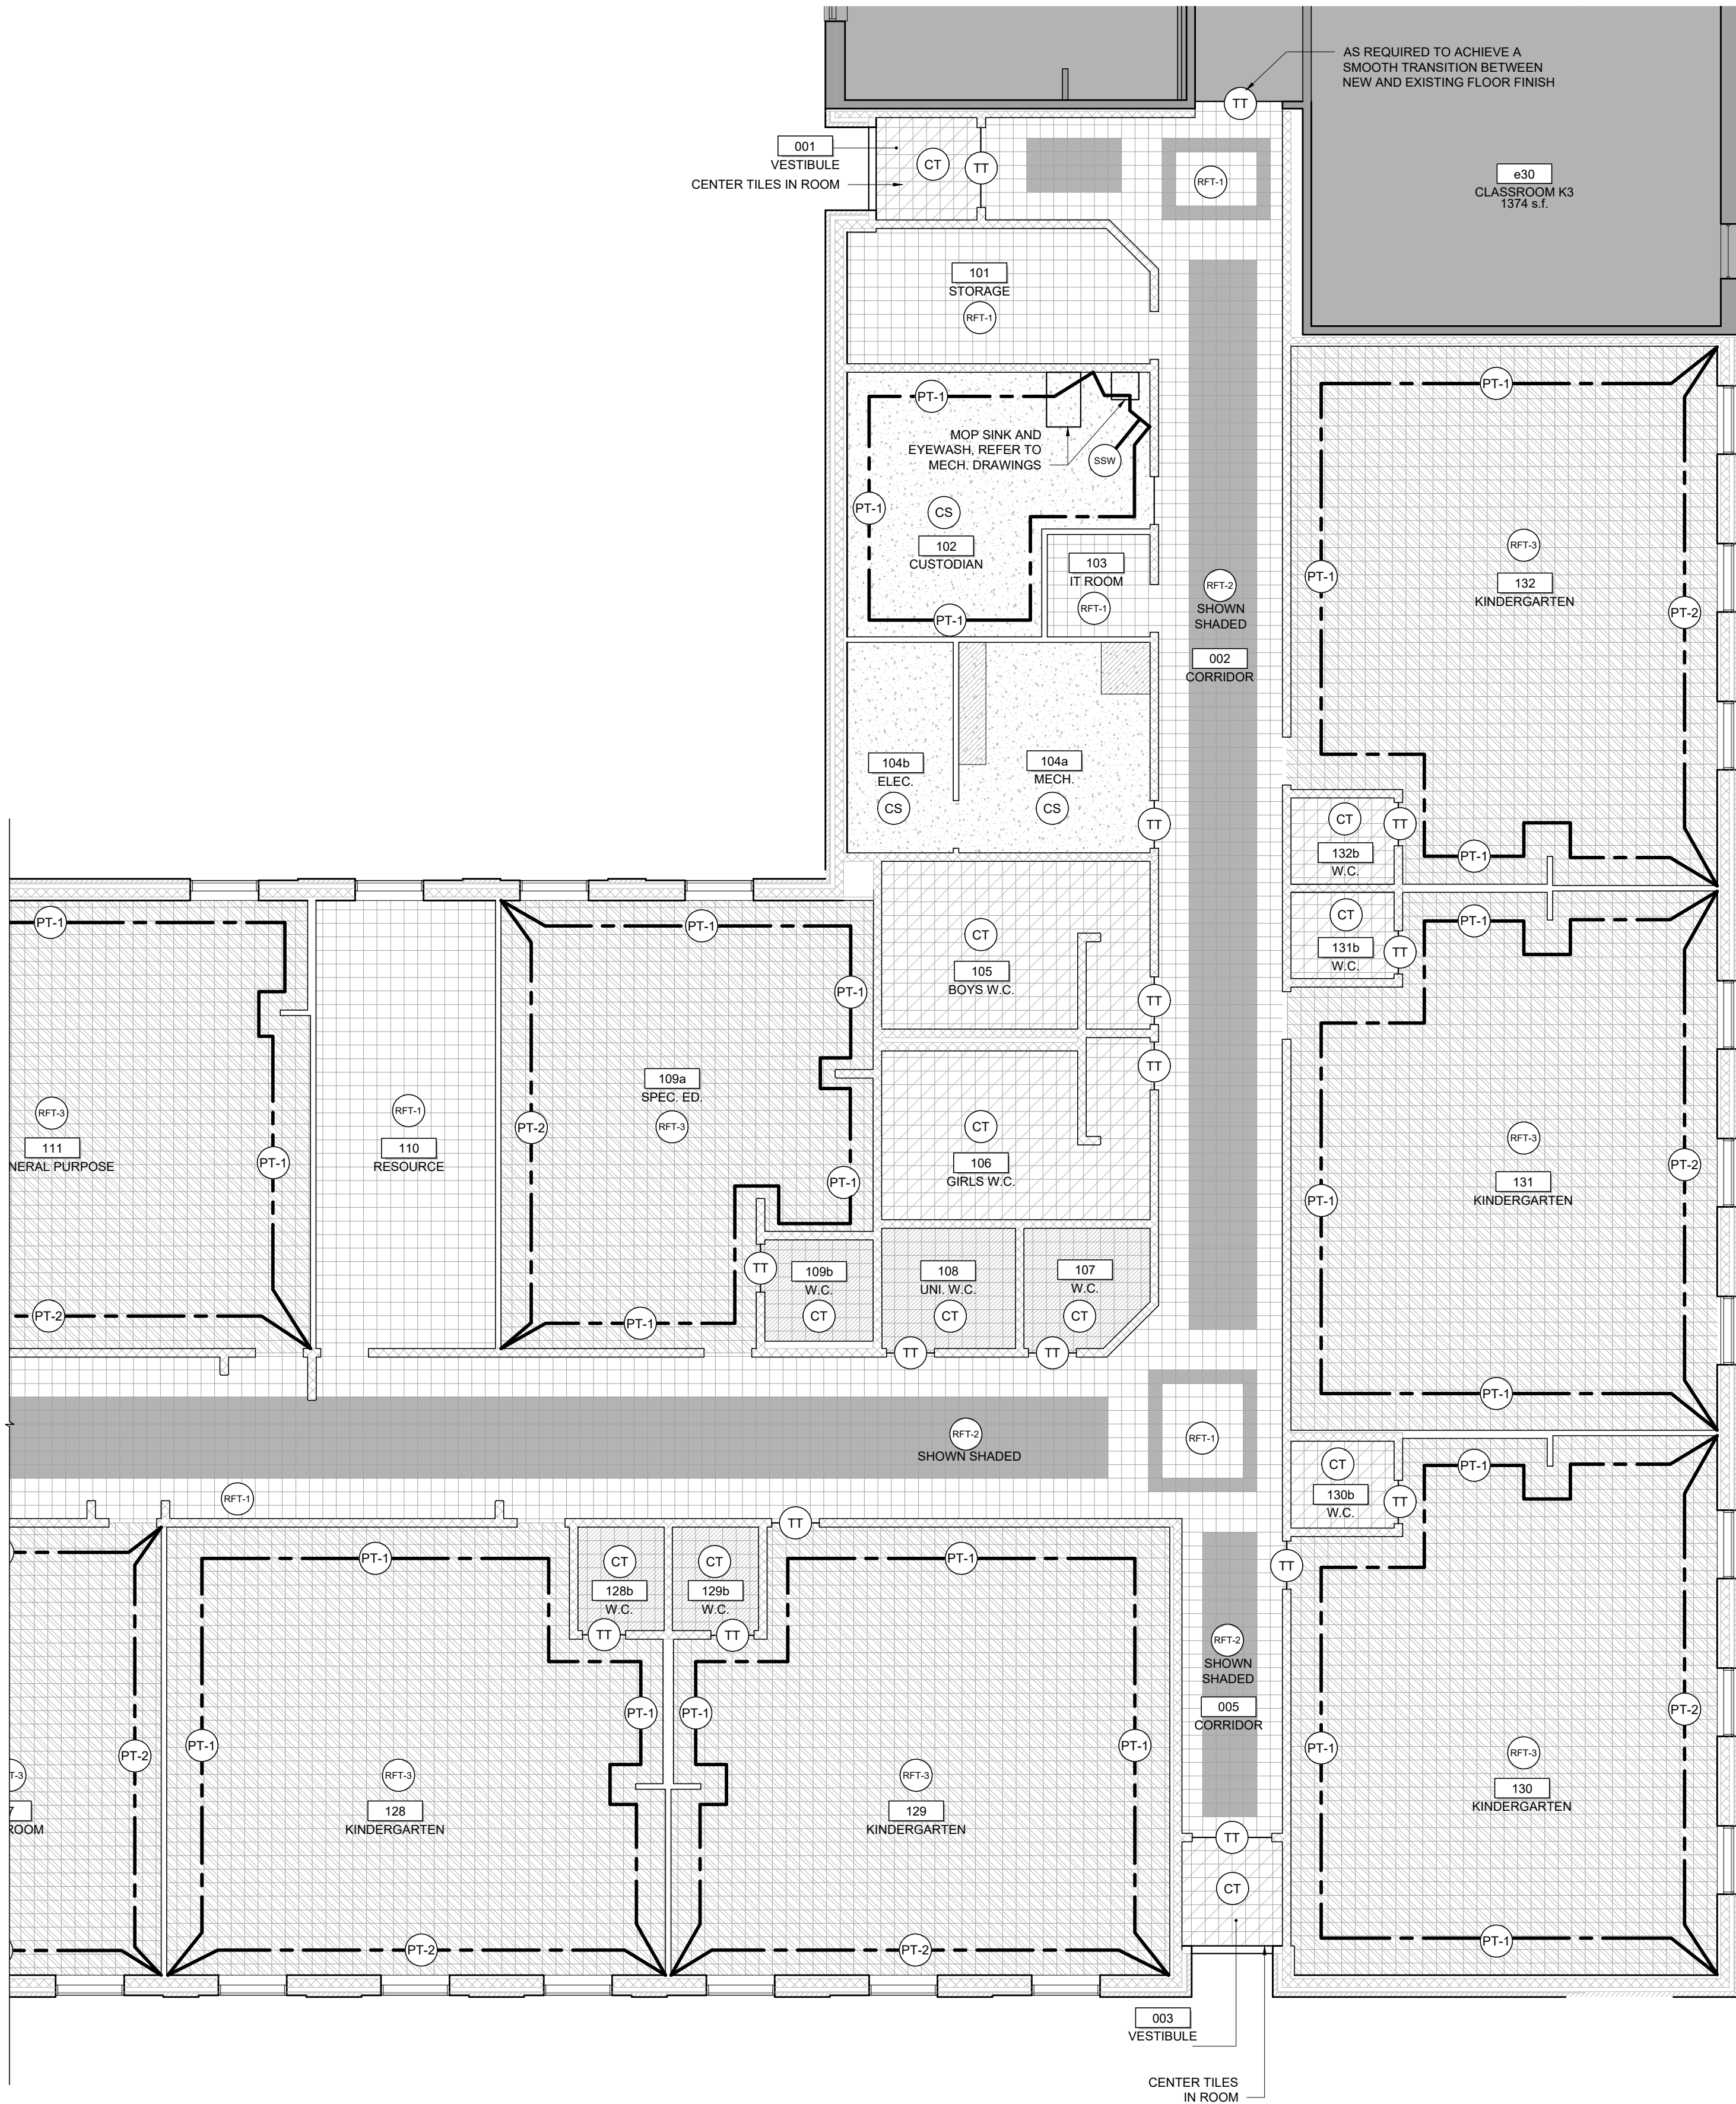 AS REQUIRED TO ACHIEVE A
SMOOTH TRANSITION BETWEEN
NEW AND EXISTING FLOOR FINISH
TT
001
VESTIBULE
CENTER TILES IN ROOM
CT
TT
RFT-1
e30
CLASSROOM K3
1374 s.f.
101
STORAGE
RFT-1
PT-1
MOP SINK AND
EYEWASH, REFER TO
MECH. DRAWINGS
SSW
PT-1
CS
102
CUSTODIAN
PT-1
103
IT ROOM
RFT-1
RFT-2
SHOWN
SHADED
002
CORRIDOR
PT-1
PT-1
RFT-3
132
KINDERGARTEN
PT-2
PT-1
104b
ELEC.
CS
104a
MECH.
CS
TT
CT
TT
132b
W.C.
CT
131b
W.C.
TT
PT-1
PT-1
RFT-3
111
NERAL PURPOSE
PT-1
PT-2
RFT-1
110
RESOURCE
PT-1
PT-1
109a
SPEC. ED.
RFT-3
PT-2
PT-1
PT-1
TT
109b
W.C.
CT
CT
105
BOYS W.C.
TT
TT
CT
106
GIRLS W.C.
108
UNI. W.C.
CT
TT
107
W.C.
CT
TT
RFT-3
131
KINDERGARTEN
PT-1
PT-2
PT-1
RFT-2
SHOWN SHADED
RFT-1
RFT-1
CT
130b
W.C.
TT
PT-1
TT
TT
PT-1
CT
128b
W.C.
TT
CT
129b
W.C.
TT
PT-1
PT-1
PT-1
PT-1
PT-1
PT-2
T-3
7
ROOM
RFT-3
128
KINDERGARTEN
PT-2
RFT-3
129
KINDERGARTEN
PT-2
RFT-2
SHOWN
SHADED
005
CORRIDOR
TT
CT
PT-1
RFT-3
130
KINDERGARTEN
PT-2
PT-1
003
VESTIBULE
CENTER TILES
IN ROOM